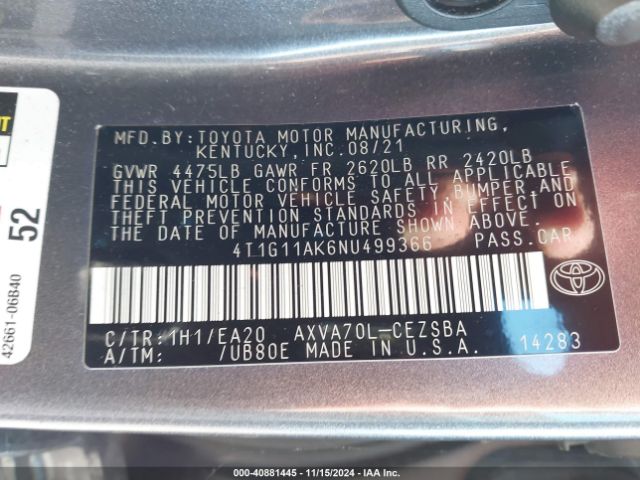 MFD. BY: TOYOTA MOTOR MANUFACTURING,
KENTUCKY, INC. 08/21
GVWR 4475LB GAWR FR 2620LB RR 2420LB
THIS VEHICLE CONFORMS TO ALL APPLICABLE
FEDERAL MOTOR VEHICLE SAFETY BUMPER, AND
THEFT PREVENTION STANDARDS IN EFFECT ON
THE DATE OF MANUFACTURE SHOWN ABOVE.
4T1G11AK6NU499366 PASS.CAR
C/TR:1H1/EA20 AXVA70L-CEZSBA
A/TM: /UB80E MADE IN U.S.A. 14283
TOYOTA
52
42661-06B40
000-40881445 - 11/15/2024 - IAA Inc.